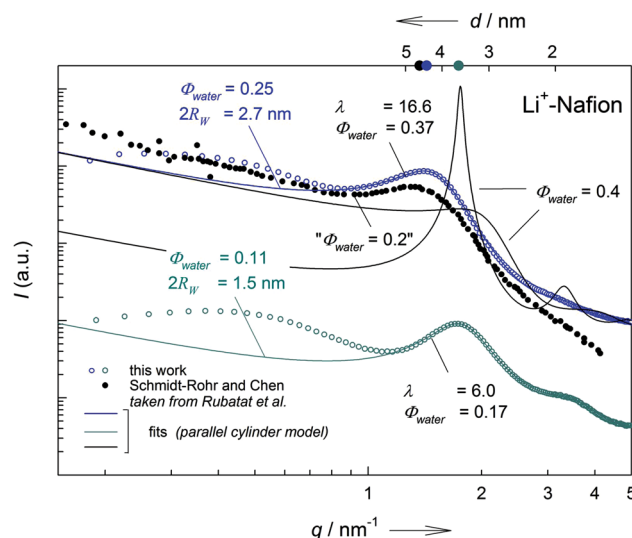 d / nm
5 4 3 2
Li⁺-Nafion
Φwater = 0.25
2RW = 2.7 nm
λ = 16.6
Φwater = 0.37
Φwater = 0.4
"Φwater = 0.2"
Φwater = 0.11
2RW = 1.5 nm
I (a.u.)
this work
Schmidt-Rohr and Chen
taken from Rubatat et al.
fits (parallel cylinder model)
λ = 6.0
Φwater = 0.17
1 2 3 4 5
q / nm⁻¹